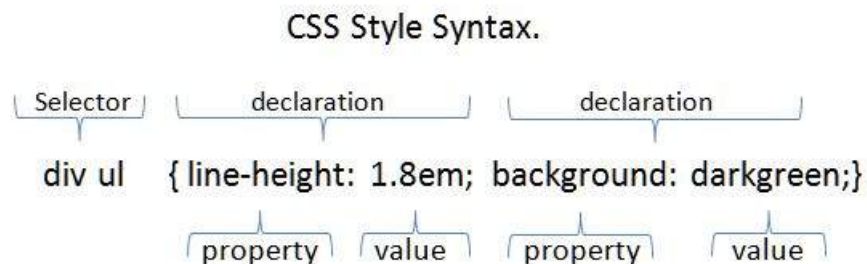 CSS Style Syntax.
Selector declaration declaration
div ul { line-height: 1.8em; background: darkgreen;}
property value property value